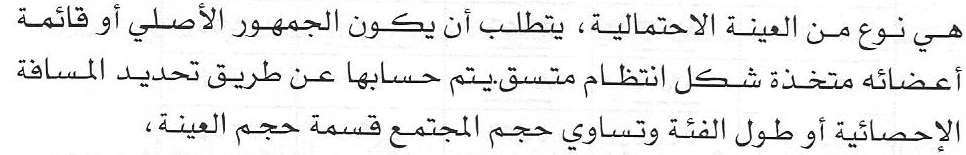 هي نوع من العينة الاحتمالية، يتطلب أن يكون الجمهور الأصلي أو قائمة
أعضائه متخذة شكل انتظام متسق.يتم حسابها عن طريق تحديد المسافة
الإحصائية أو طول الفئة وتساوي حجم المجتمع قسمة حجم العينة،